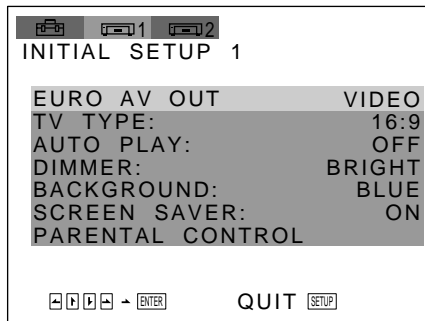 1 2
INITIAL SETUP 1
EURO AV OUT VIDEO
TV TYPE: 16:9
AUTO PLAY: OFF
DIMMER: BRIGHT
BACKGROUND: BLUE
SCREEN SAVER: ON
PARENTAL CONTROL
ENTER QUIT SETUP